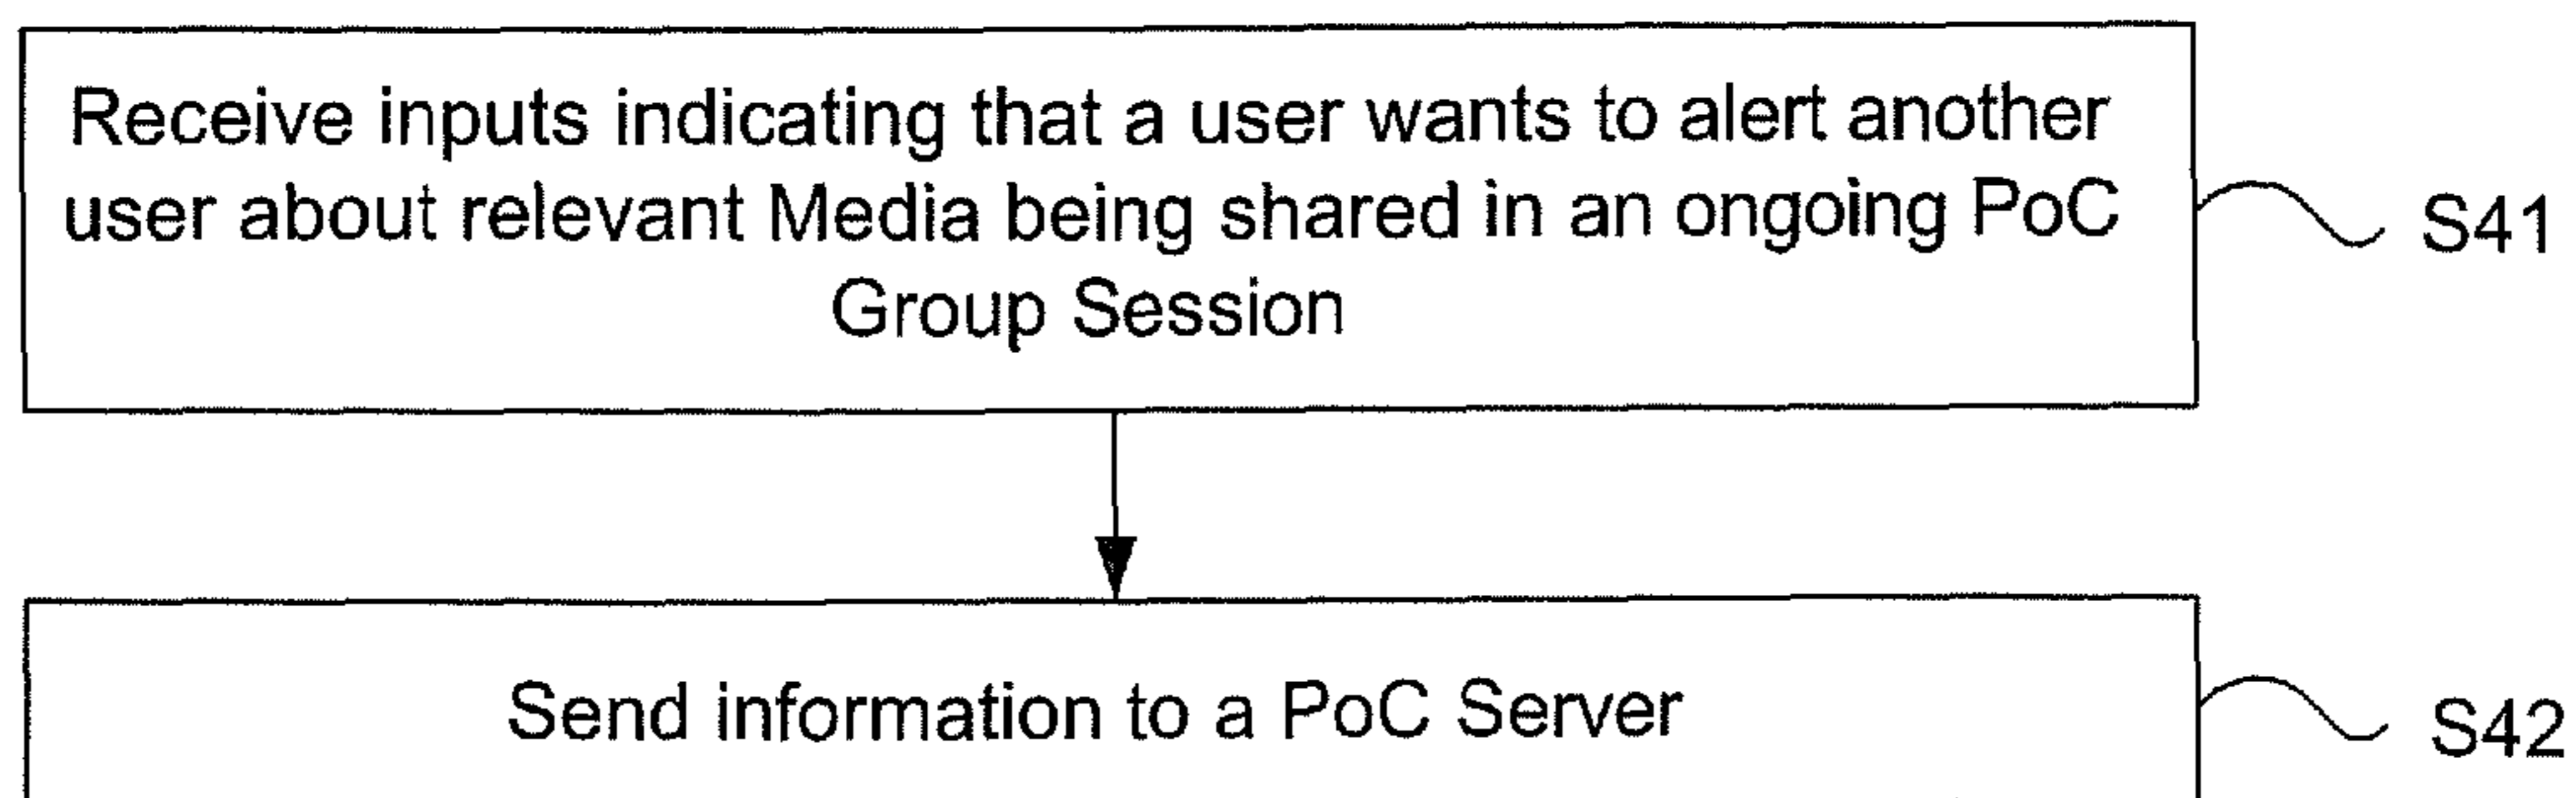 Receive inputs indicating that a user wants to alert another
user about relevant Media being shared in an ongoing PoC
Group Session
S41
Send information to a PoC Server
S42